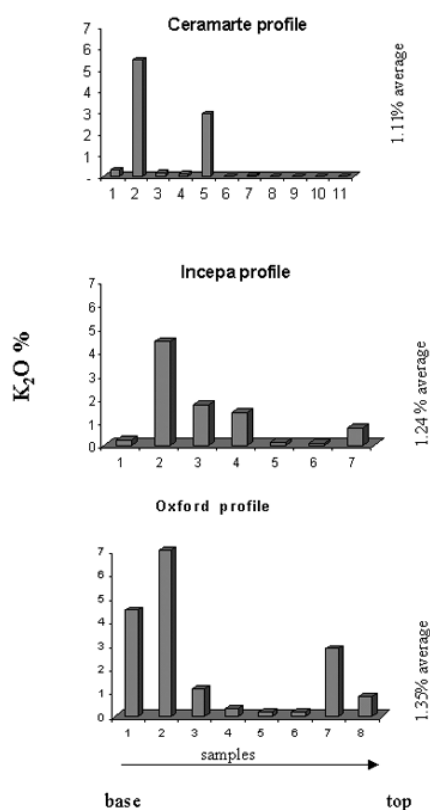 Ceramarte profile
7
6
5
4
3
2
1
-
1 2 3 4 5 6 7 8 9 10 11
1.11% average
Incepa profile
7
6
5
4
3
2
1
0
1 2 3 4 5 6 7
1.24 % average
K₂O %
Oxford profile
7
6
5
4
3
2
1
0
1 2 3 4 5 6 7 8
1.35% average
samples
base top